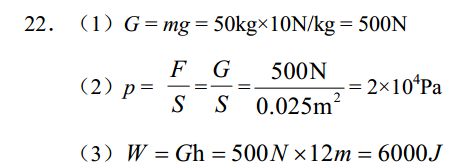 22. （1）G = mg = 50kg×10N/kg = 500N
（2）p = F/S = G/S = 500N/0.025m² = 2×10⁴Pa
（3）W = Gh = 500N ×12m = 6000J